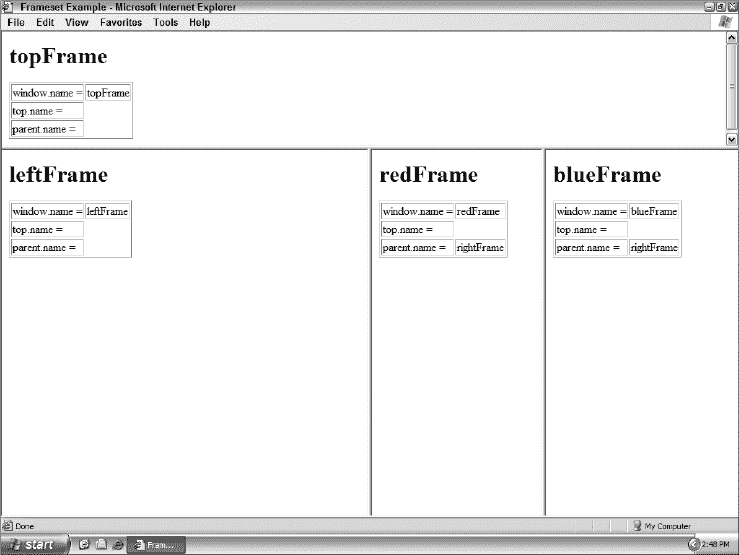 Frameset Example - Microsoft Internet Explorer
File Edit View Favorites Tools Help
topFrame
window.name = topFrame
top.name =
parent.name =
leftFrame
window.name = leftFrame
top.name =
parent.name =
redFrame
window.name = redFrame
top.name =
parent.name = rightFrame
blueFrame
window.name = blueFrame
top.name =
parent.name = rightFrame
Done
My Computer
start
Fram...
2:48 PM